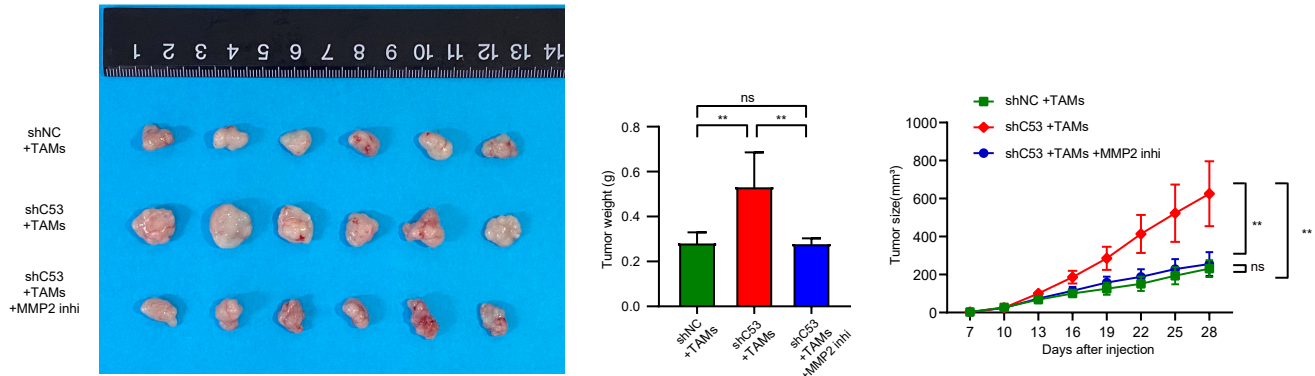 1 2 3 4 5 6 7 8 9 10 11 12 13 14
shNC
+TAMs
shC53
+TAMs
shC53
+TAMs
+MMP2 inhi
ns
** **
Tumor weight (g)
0.8
0.6
0.4
0.2
0.0
shNC
+TAMs
shC53
+TAMs
shC53
+TAMs
+MMP2 inhi
shNC +TAMs
shC53 +TAMs
shC53 +TAMs +MMP2 inhi
Tumor size(mm³)
1000
800
600
400
200
0
7 10 13 16 19 22 25 28
Days after injection
**
**
ns